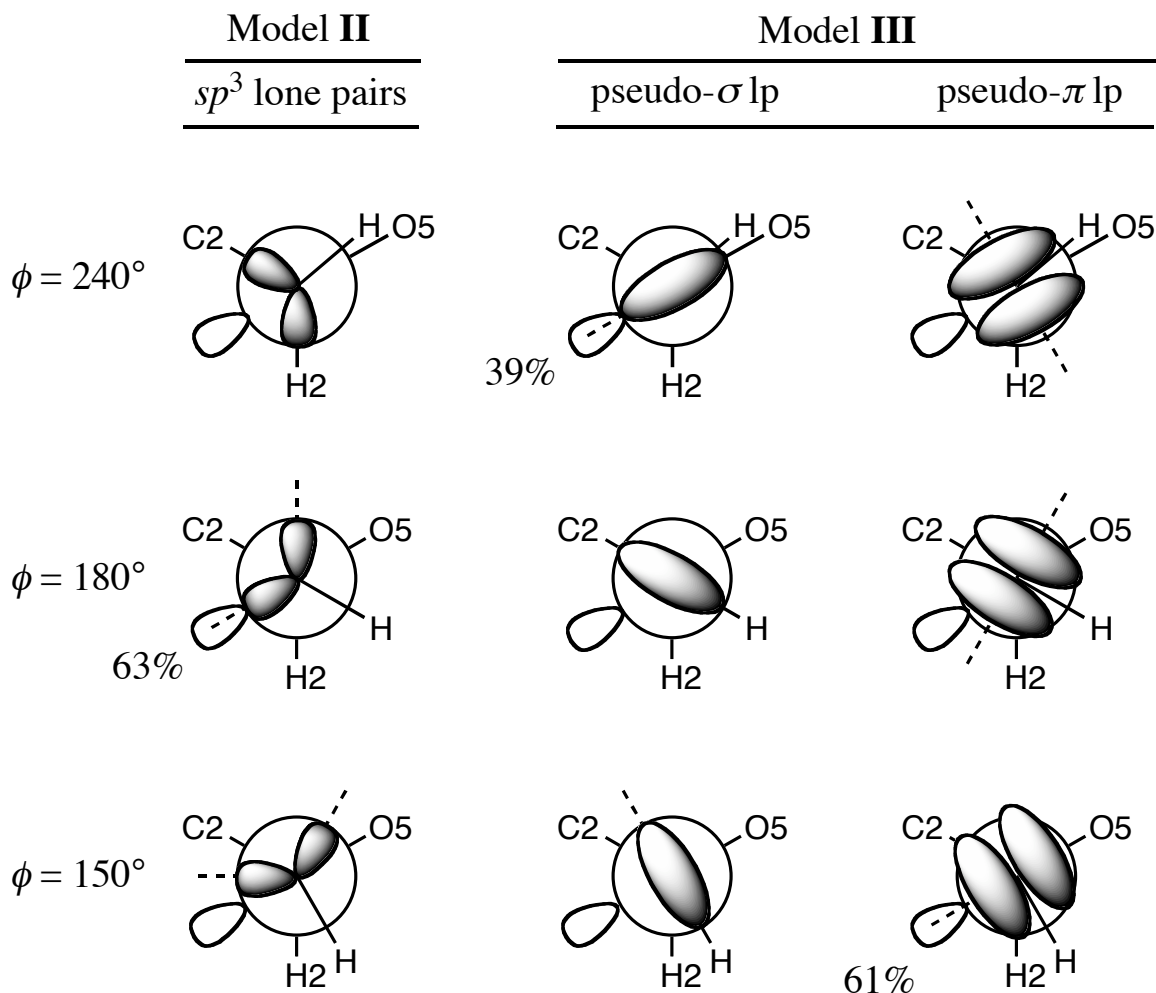 Model II Model III
sp³ lone pairs pseudo-σ lp pseudo-π lp
C2 H O5 C2 H O5 C2 H O5
ϕ = 240°
39%
H2 H2 H2
C2 O5 C2 O5 C2 O5
ϕ = 180°
H H H
63%
H2 H2 H2
C2 O5 C2 O5 C2 O5
ϕ = 150°
H2 H H2 H H2 H
61%